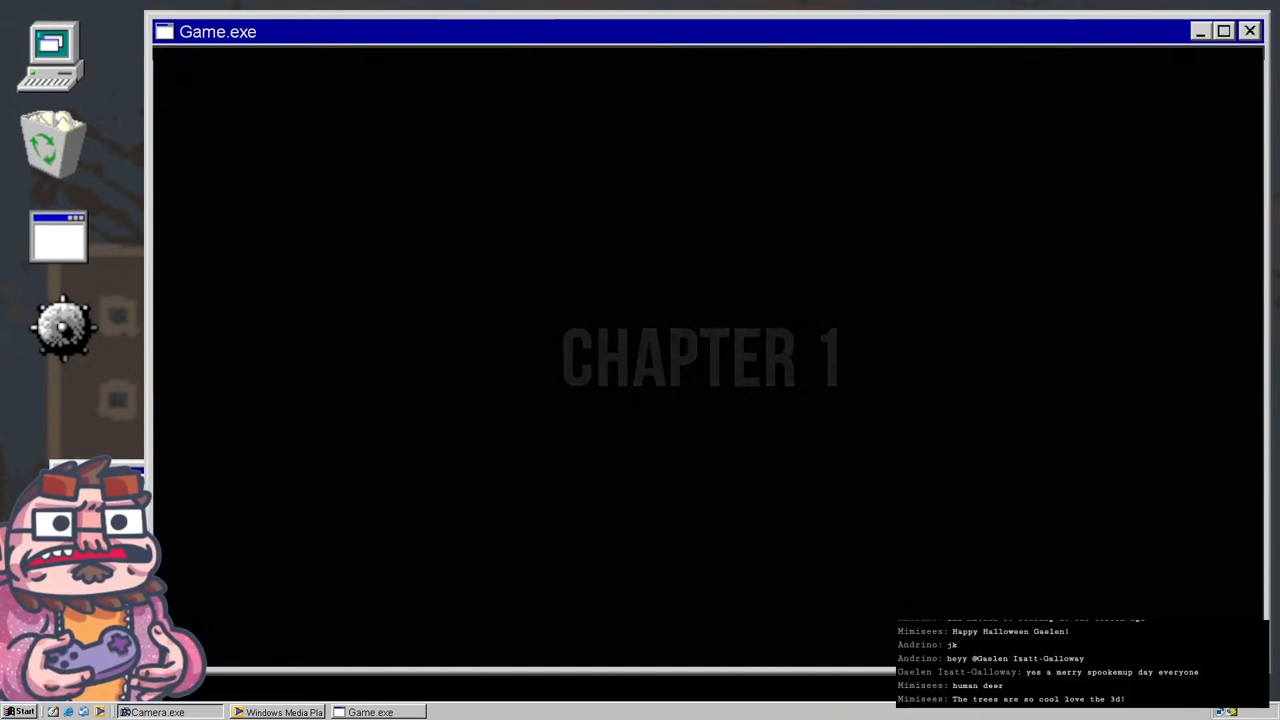 Game.exe
CHAPTER 1
Mimisees: Happy Halloween Gaelen!
Andrino: jk
Andrino: heyy @Gaelen Izatt-Galloway
Gaelen Izatt-Galloway: yes a merry spookemup day everyone
Mimisees: human deer
Mimisees: The trees are so cool love the 3d!
Start
Camera.exe
Windows Media Pla
Game.exe